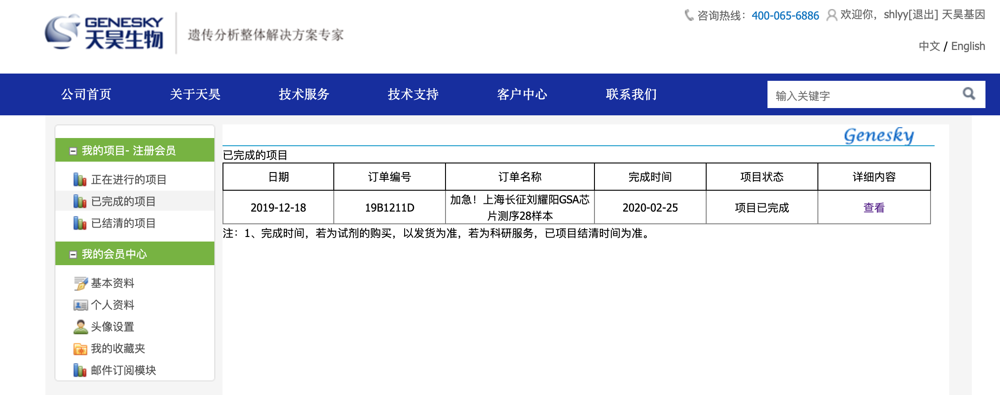 GENESKY
天昊生物
遗传分析整体解决方案专家
咨询热线：400-065-6886 欢迎你，shlyy[退出] 天昊基因
中文 / English
公司首页 关于天昊 技术服务 技术支持 客户中心 联系我们 输入关键字
我的项目- 注册会员
正在进行的项目
已完成的项目
已结清的项目
我的会员中心
基本资料
个人资料
头像设置
我的收藏夹
邮件订阅模块
Genesky
已完成的项目
日期 订单编号 订单名称 完成时间 项目状态 详细内容
2019-12-18 19B1211D 加急！上海长征刘耀阳GSA芯片测序28样本 2020-02-25 项目已完成 查看
注：1、完成时间，若为试剂的购买，以发货为准，若为科研服务，已项目结清时间为准。